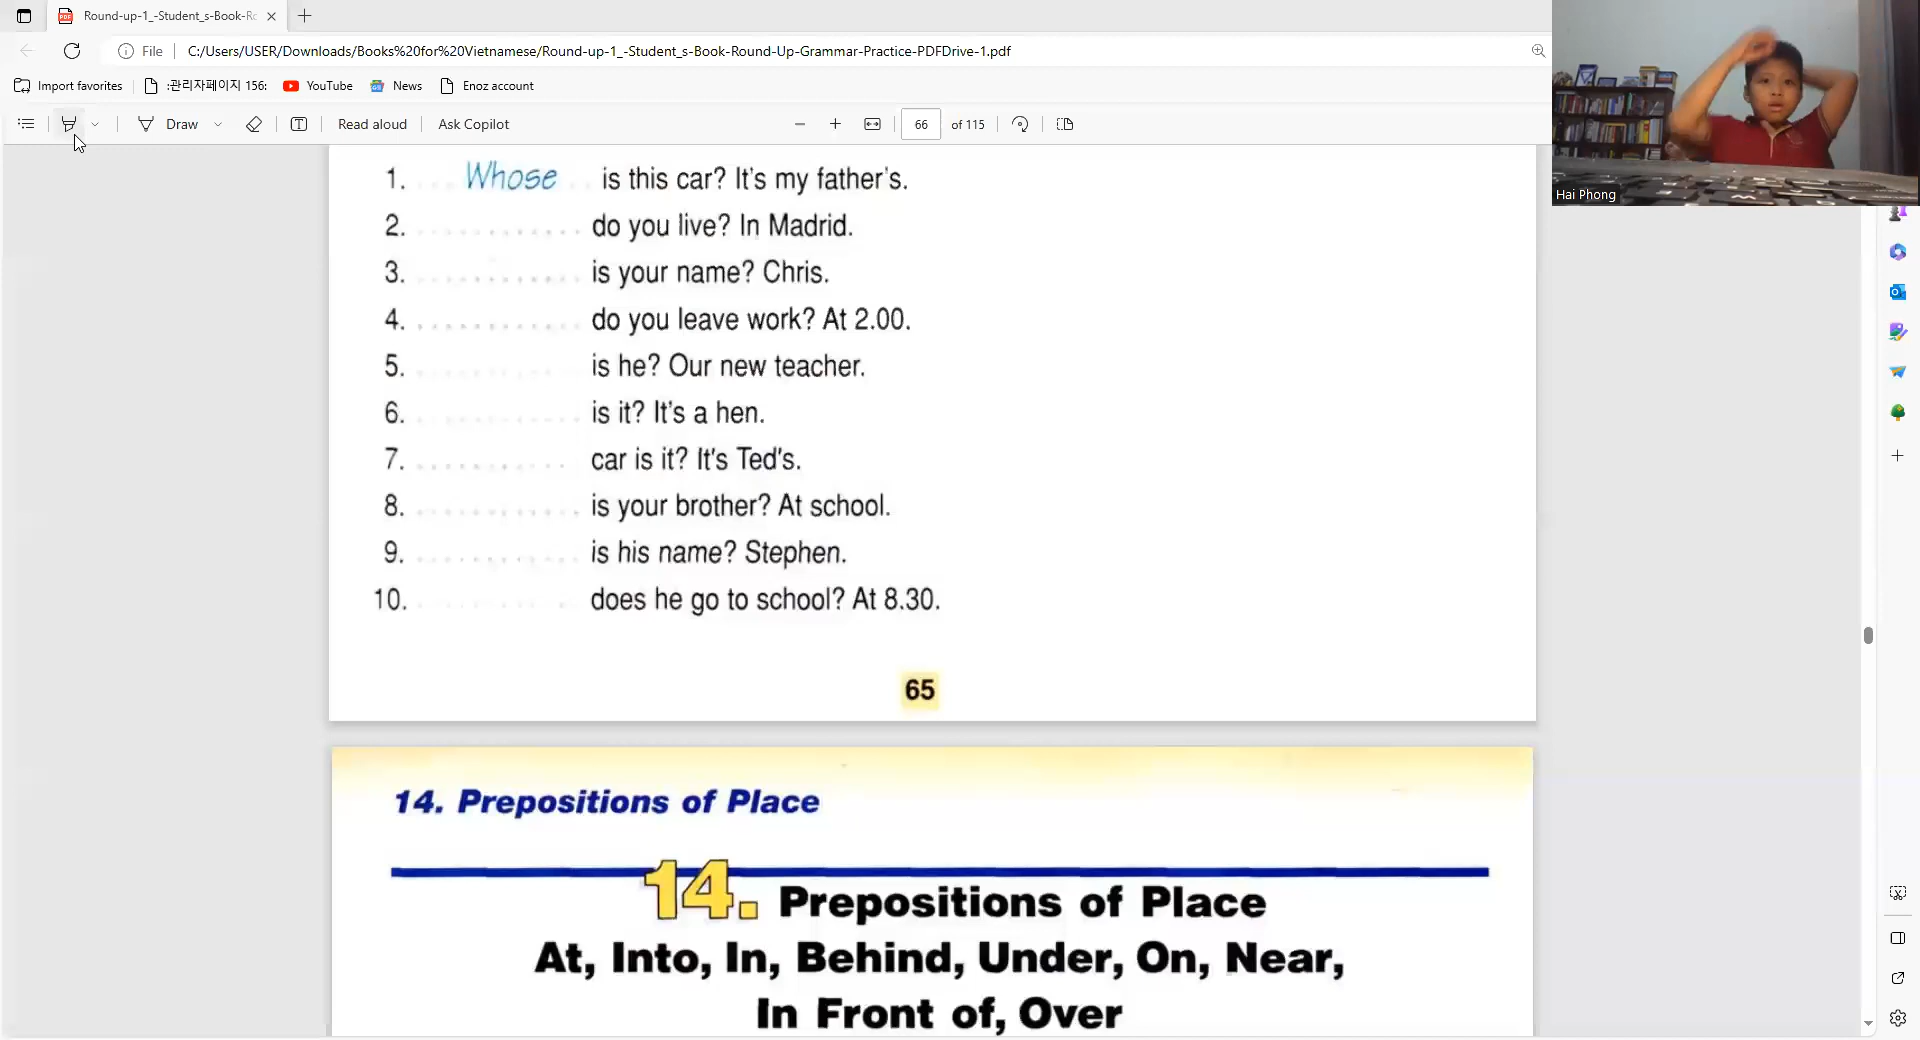 Round-up-1_-Student_s-Book-Ro
File
C:/Users/USER/Downloads/Books%20for%20Vietnamese/Round-up-1_-Student_s-Book-Round-Up-Grammar-Practice-PDFDrive-1.pdf
Import favorites
:관리자페이지 156:
YouTube
News
Enoz account
Draw
Read aloud
Ask Copilot
66 of 115
Hai Phong
1. Whose is this car? It's my father's.
2. do you live? In Madrid.
3. is your name? Chris.
4. do you leave work? At 2.00.
5. is he? Our new teacher.
6. is it? It's a hen.
7. car is it? It's Ted's.
8. is your brother? At school.
9. is his name? Stephen.
10. does he go to school? At 8.30.
65
14. Prepositions of Place
14. Prepositions of Place
At, Into, In, Behind, Under, On, Near,
In Front of, Over